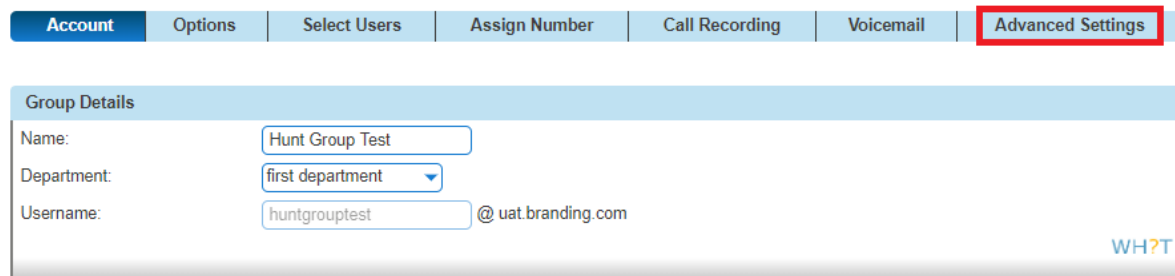 Account Options Select Users Assign Number Call Recording Voicemail Advanced Settings
Group Details
Name: Hunt Group Test
Department: first department
Username: huntgrouptest @ uat.branding.com
WH?T